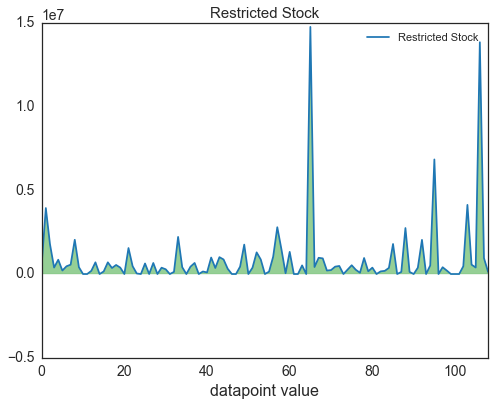 Restricted Stock
1.5 1e7
Restricted Stock
1.0
0.5
0.0
−0.5
0 20 40 60 80 100
datapoint value